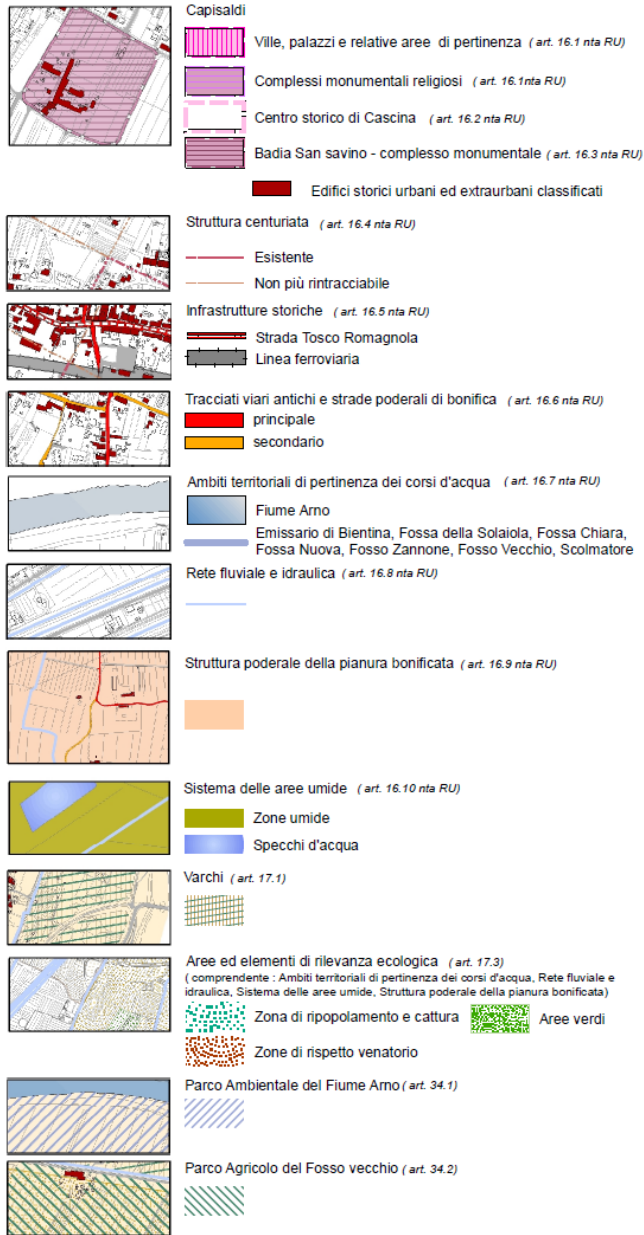 Capisaldi
Ville, palazzi e relative aree di pertinenza ( art. 16.1 nta RU)
Complessi monumentali religiosi ( art. 16.1nta RU)
Centro storico di Cascina ( art. 16.2 nta RU)
Badia San savino - complesso monumentale ( art. 16.3 nta RU)
Edifici storici urbani ed extraurbani classificati
Struttura centuriata ( art. 16.4 nta RU)
Esistente
Non più rintracciabile
Infrastrutture storiche ( art. 16.5 nta RU)
Strada Tosco Romagnola
Linea ferroviaria
Tracciati viari antichi e strade poderali di bonifica ( art. 16.6 nta RU)
principale
secondario
Ambiti territoriali di pertinenza dei corsi d'acqua ( art. 16.7 nta RU)
Fiume Arno
Emissario di Bientina, Fossa della Solaiola, Fossa Chiara,
Fossa Nuova, Fosso Zannone, Fosso Vecchio, Scolmatore
Rete fluviale e idraulica ( art. 16.8 nta RU)
Struttura poderale della pianura bonificata ( art. 16.9 nta RU)
Sistema delle aree umide ( art. 16.10 nta RU)
Zone umide
Specchi d'acqua
Varchi ( art. 17.1)
Aree ed elementi di rilevanza ecologica ( art. 17.3)
( comprendente : Ambiti territoriali di pertinenza dei corsi d'acqua, Rete fluviale e
idraulica, Sistema delle aree umide, Struttura poderale della pianura bonificata)
Zona di ripopolamento e cattura Aree verdi
Zone di rispetto venatorio
Parco Ambientale del Fiume Arno ( art. 34.1)
Parco Agricolo del Fosso vecchio ( art. 34.2)